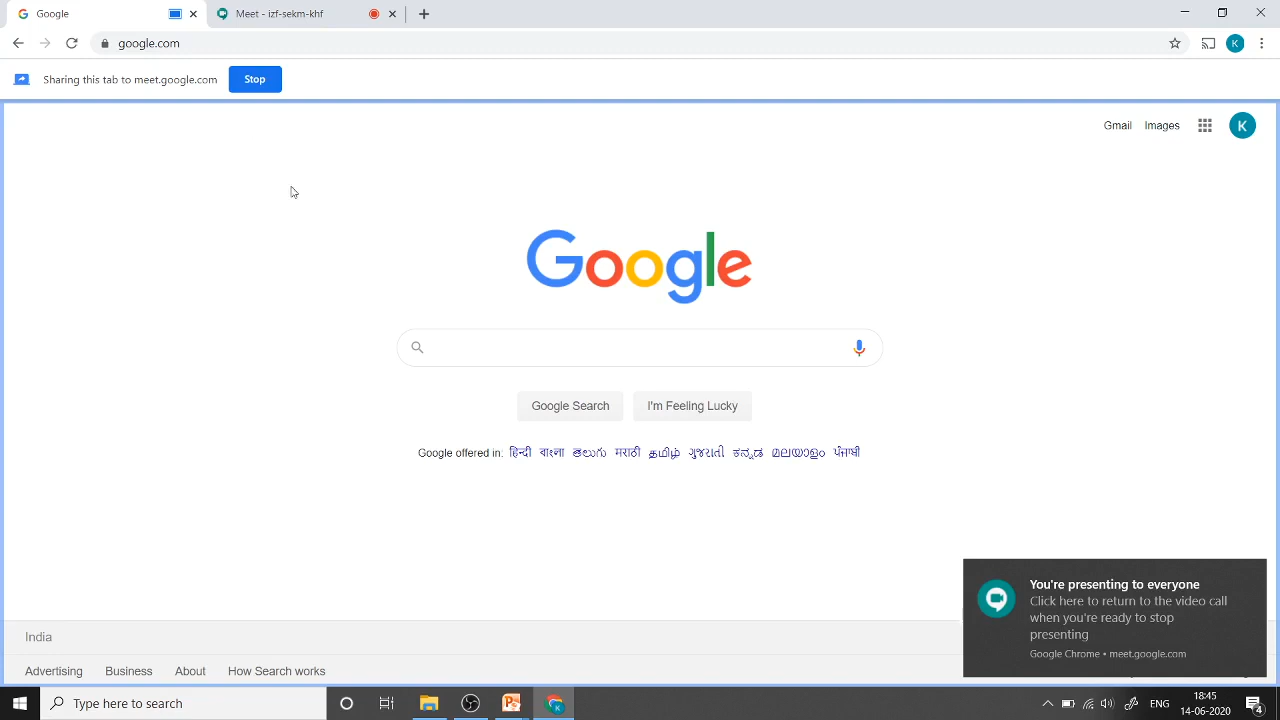 Google
Meet - izf-sekm-khf
google.com
Sharing this tab to meet.google.com
Stop
Gmail Images
K
K
Google
Google Search I'm Feeling Lucky
Google offered in: हिन्दी বাংলা తెలుగు मराठी தமிழ் ગુજરાતી ಕನ್ನಡ മലയാളം ਪੰਜਾਬੀ
You're presenting to everyone
Click here to return to the video call
when you're ready to stop
presenting
Google Chrome • meet.google.com
India
Advertising Business About How Search works
Type here to search
ENG
18:45
14-06-2020
4